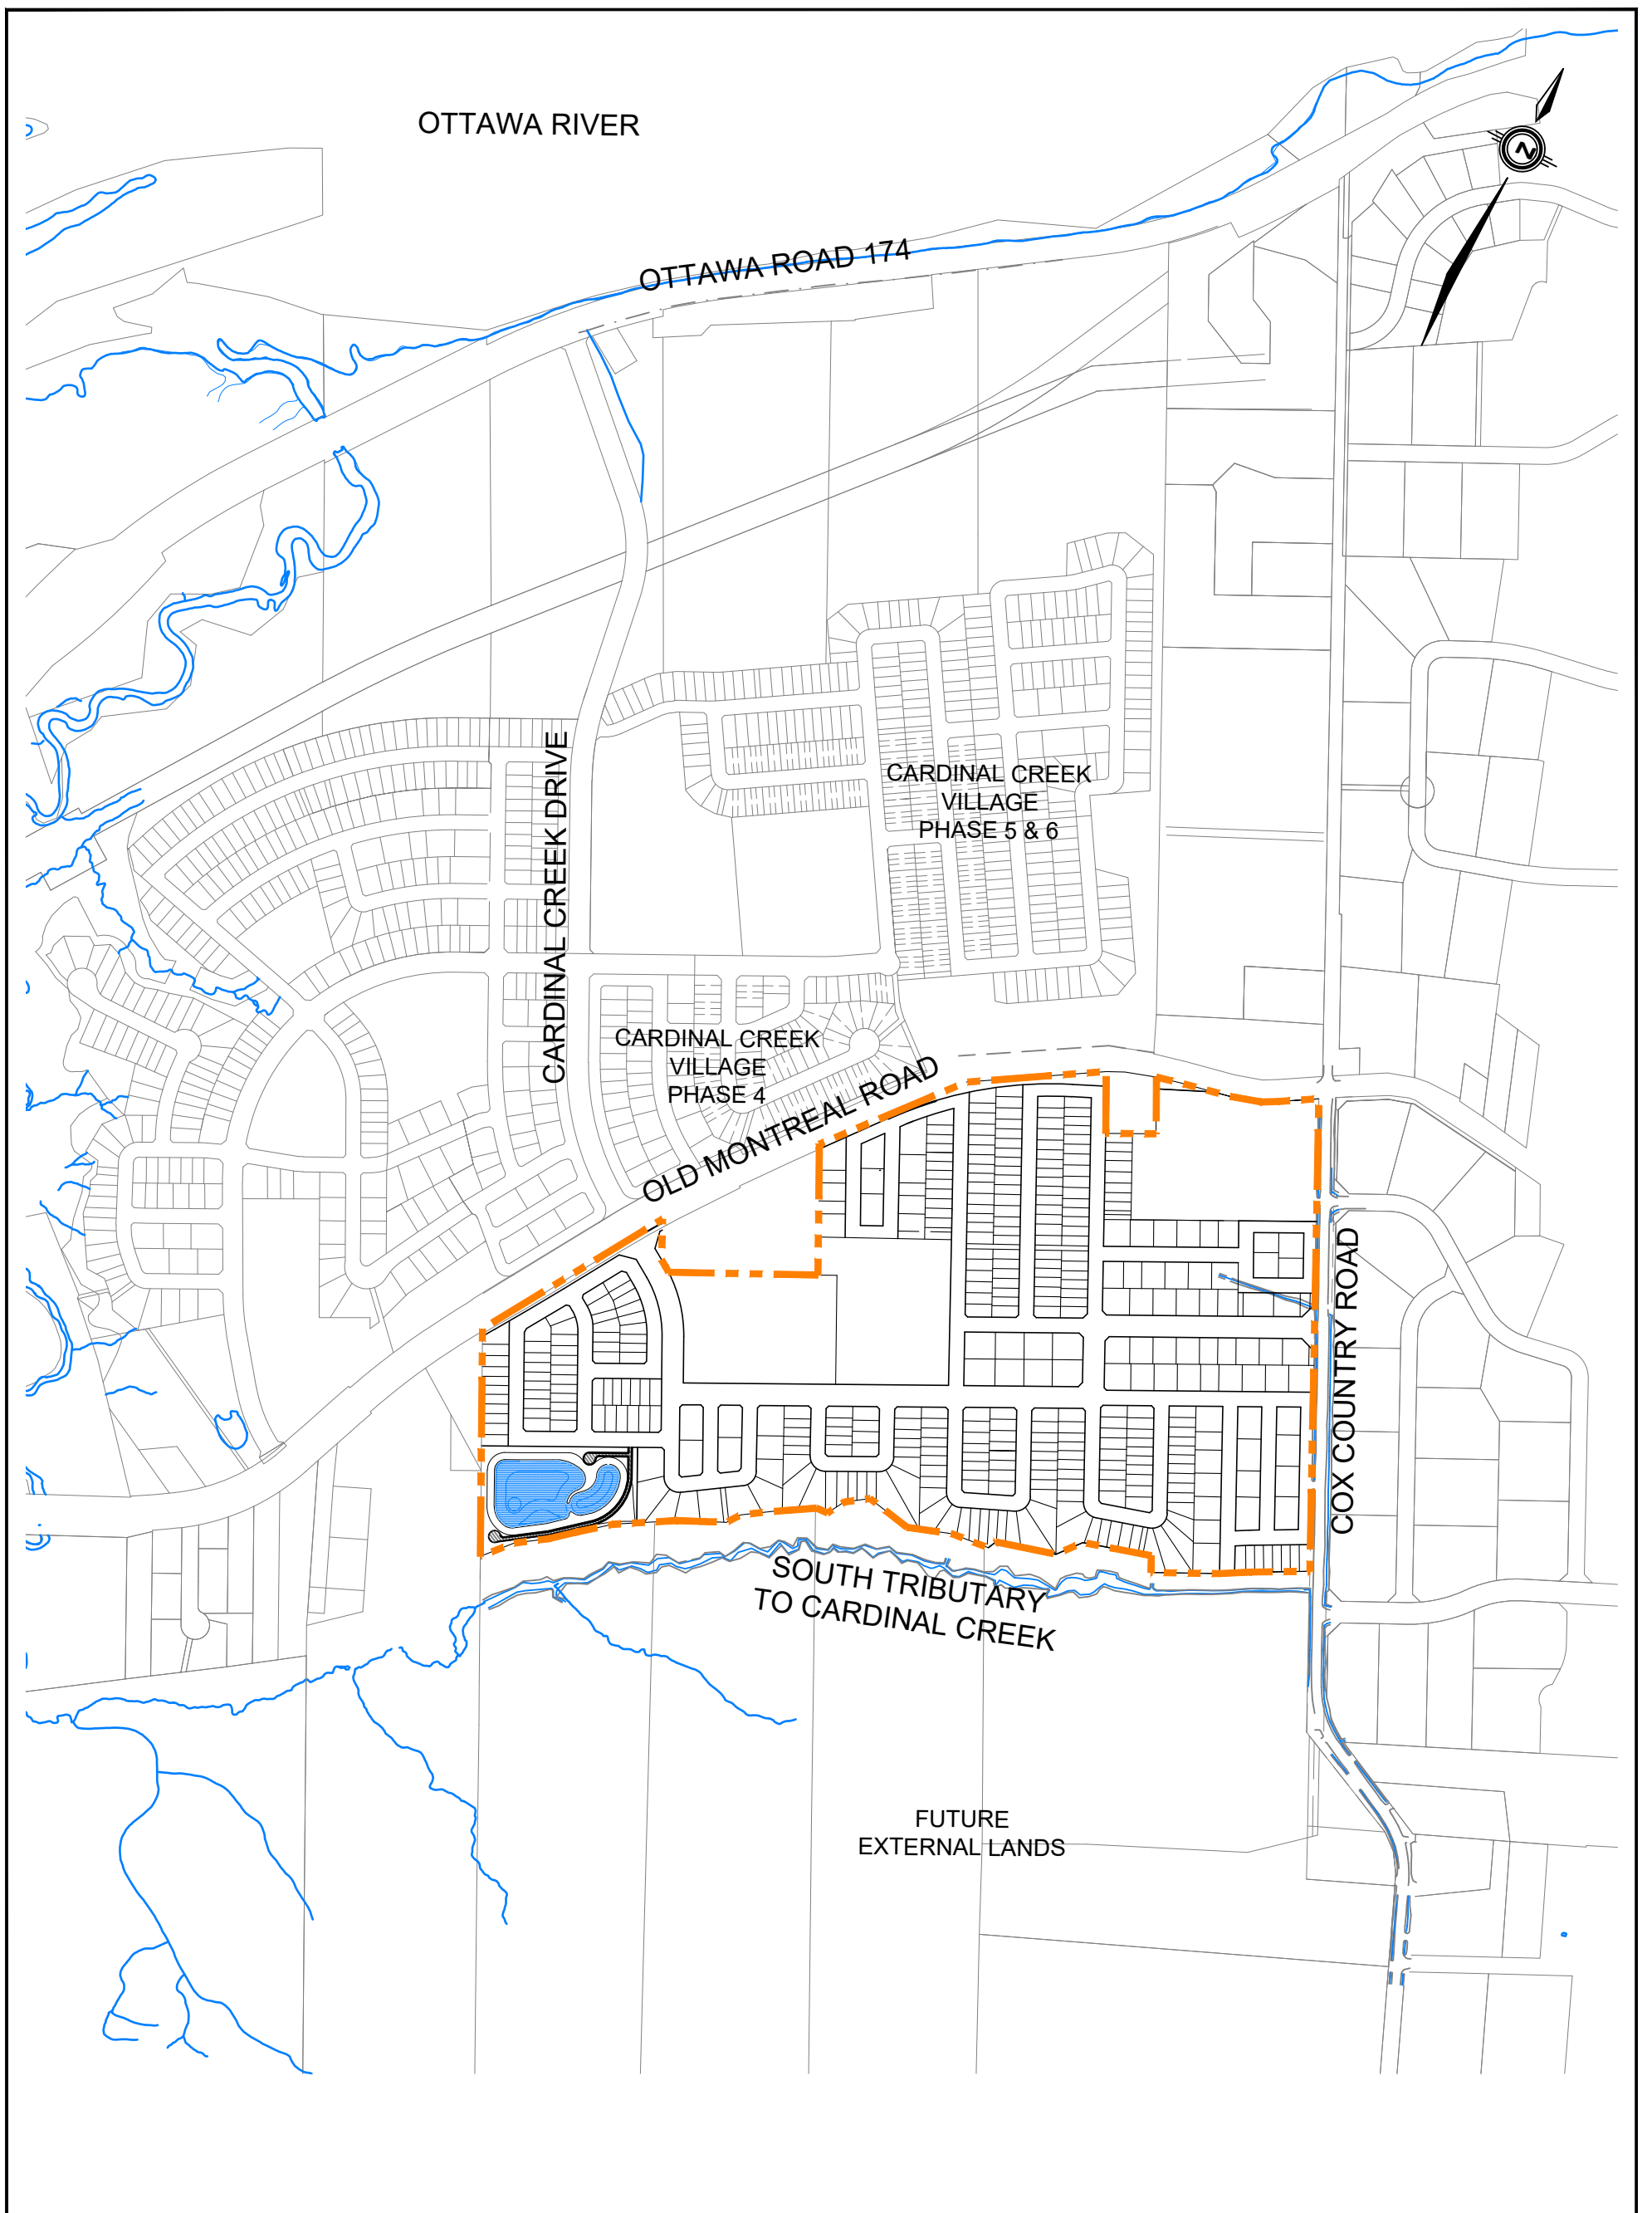 OTTAWA RIVER
OTTAWA ROAD 174
CARDINAL CREEK DRIVE
CARDINAL CREEK
VILLAGE
PHASE 5 & 6
CARDINAL CREEK
VILLAGE
PHASE 4
OLD MONTREAL ROAD
COX COUNTRY ROAD
SOUTH TRIBUTARY
TO CARDINAL CREEK
FUTURE
EXTERNAL LANDS
N